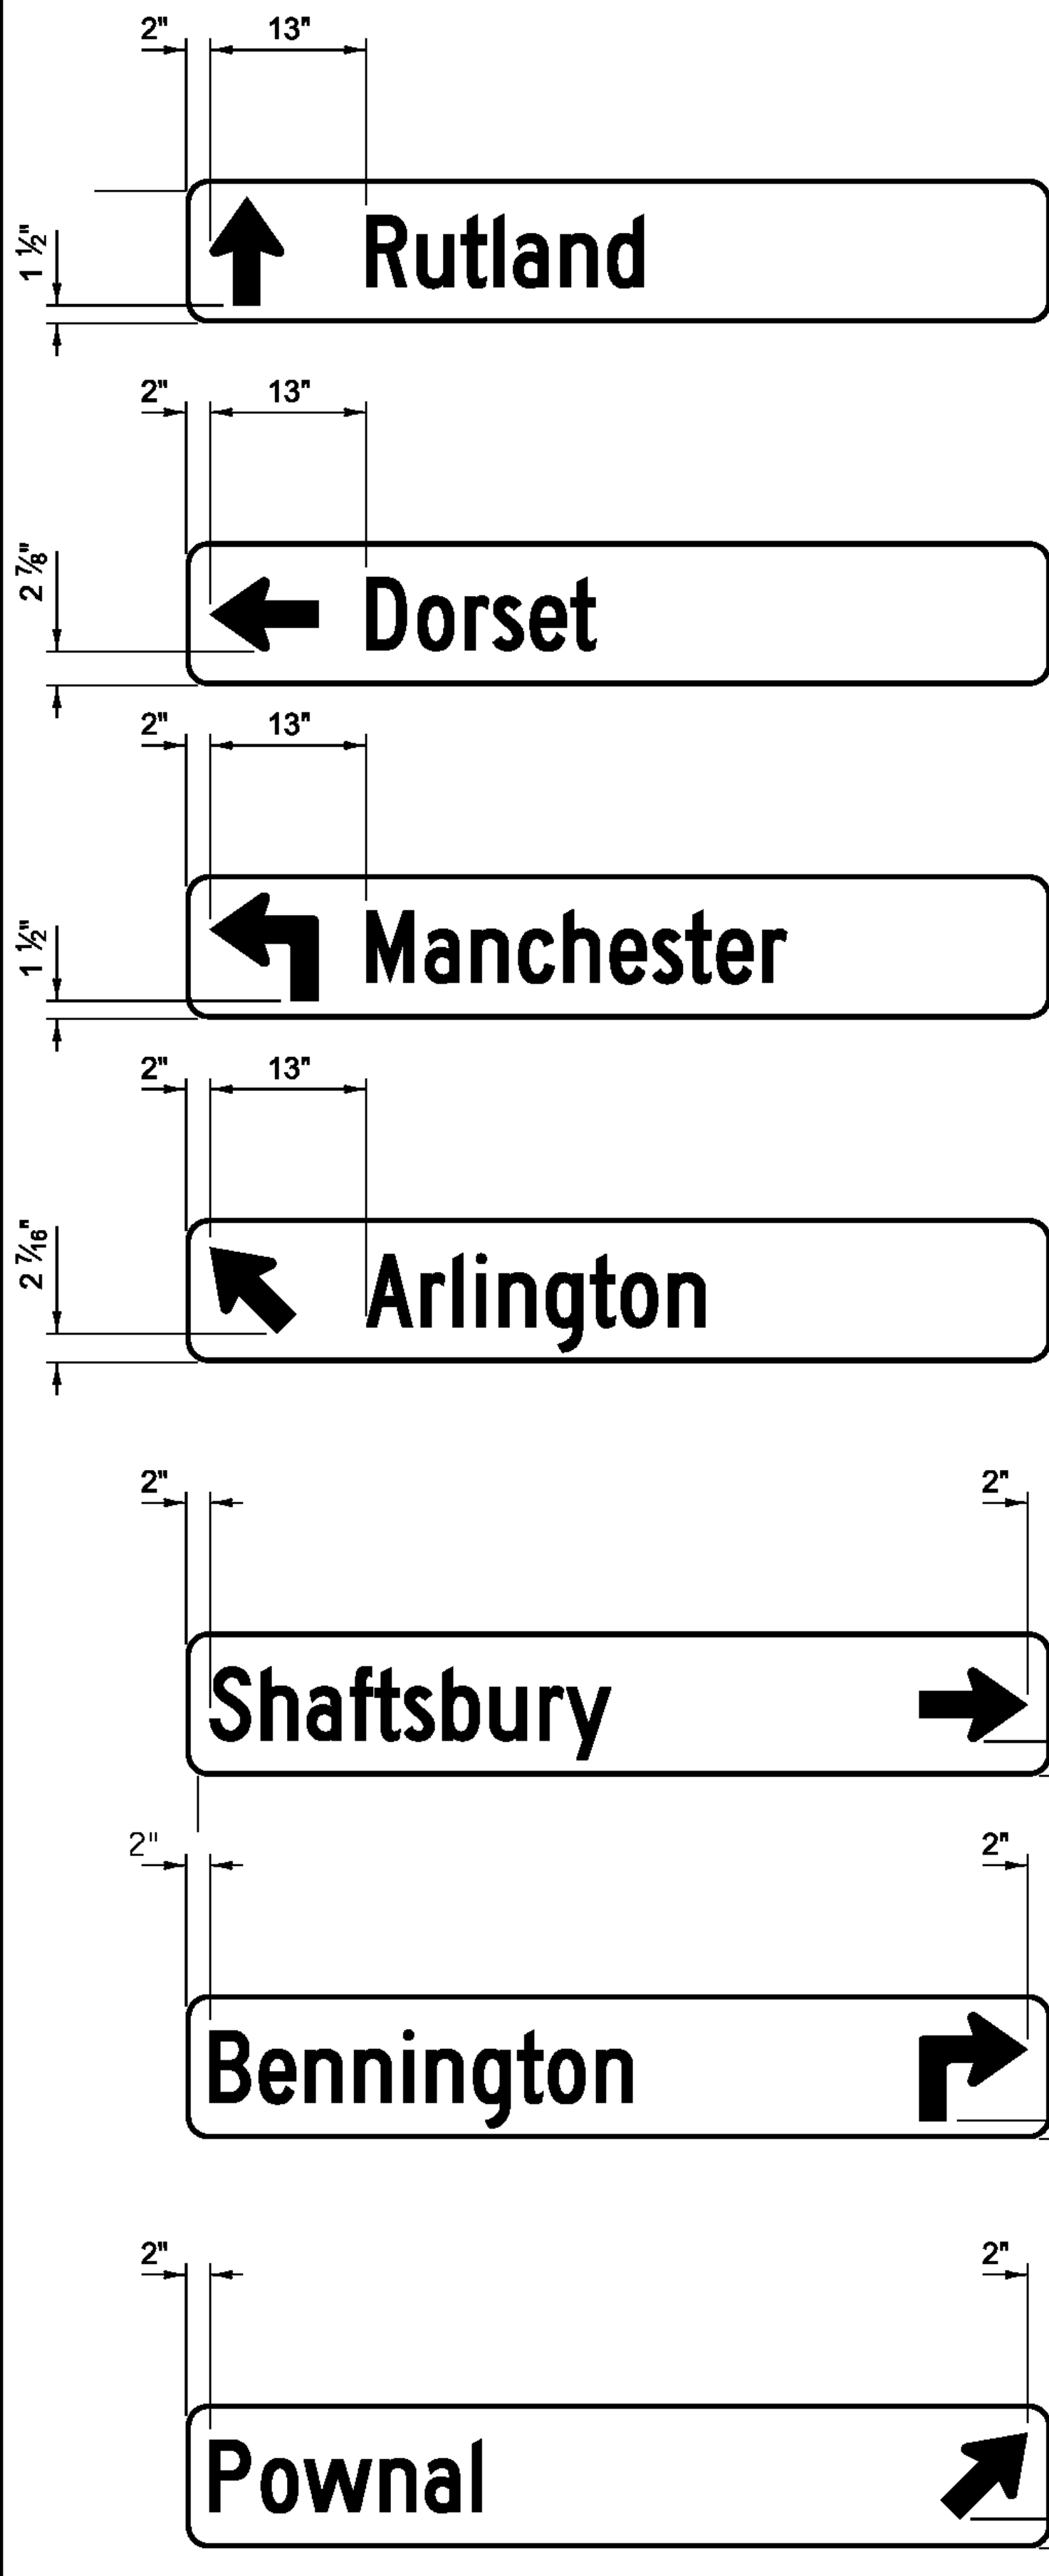 2" 13"
1 ½"
Rutland
2" 13"
2 ⅞"
Dorset
2" 13"
1 ½"
Manchester
2" 13"
2 7/16"
Arlington
2" 2"
Shaftsbury
2" 2"
Bennington
2" 2"
Pownal